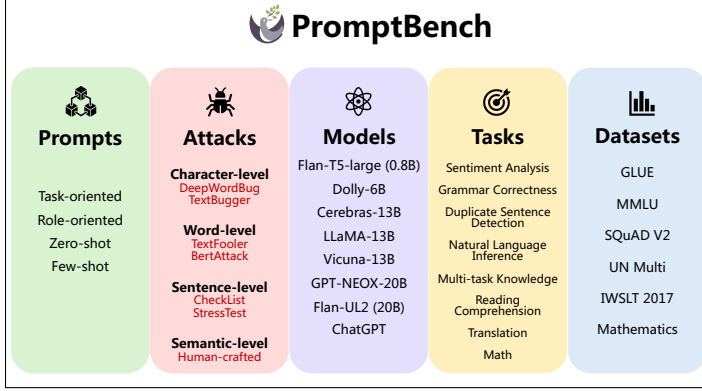 PromptBench
Prompts
Task-oriented
Role-oriented
Zero-shot
Few-shot
Attacks
Character-level
DeepWordBug
TextBugger
Word-level
TextFooler
BertAttack
Sentence-level
CheckList
StressTest
Semantic-level
Human-crafted
Models
Flan-T5-large (0.8B)
Dolly-6B
Cerebras-13B
LLaMA-13B
Vicuna-13B
GPT-NEOX-20B
Flan-UL2 (20B)
ChatGPT
Tasks
Sentiment Analysis
Grammar Correctness
Duplicate Sentence
Detection
Natural Language
Inference
Multi-task Knowledge
Reading
Comprehension
Translation
Math
Datasets
GLUE
MMLU
SQuAD V2
UN Multi
IWSLT 2017
Mathematics